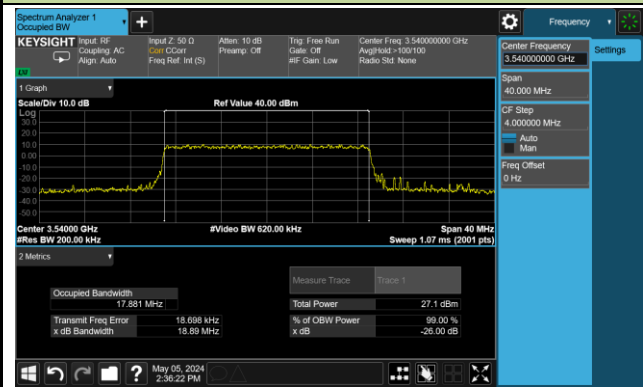 Spectrum Analyzer 1
Occupied BW
Frequency
KEYSIGHT
Input: RF
Coupling: AC
Align: Auto
Input Z: 50 Ω
Corr CCorr
Freq Ref: Int (S)
Atten: 10 dB
Preamp: Off
Trig: Free Run
Gate: Off
#IF Gain: Low
Center Freq: 3.540000000 GHz
Avg|Hold:>100/100
Radio Std: None
Center Frequency
3.540000000 GHz
Settings
Span
40.000 MHz
CF Step
4.000000 MHz
Auto
Man
Freq Offset
0 Hz
1 Graph
Scale/Div 10.0 dB
Ref Value 40.00 dBm
Log
30.0
20.0
10.0
0.00
-10.0
-20.0
-30.0
-40.0
-50.0
Center 3.54000 GHz
#Video BW 620.00 kHz
Span 40 MHz
#Res BW 200.00 kHz
Sweep 1.07 ms (2001 pts)
2 Metrics
Measure Trace
Trace 1
Occupied Bandwidth
17.881 MHz
Total Power
27.1 dBm
Transmit Freq Error
18.698 kHz
% of OBW Power
99.00 %
x dB Bandwidth
18.89 MHz
x dB
-26.00 dB
?
May 05, 2024
2:36:22 PM